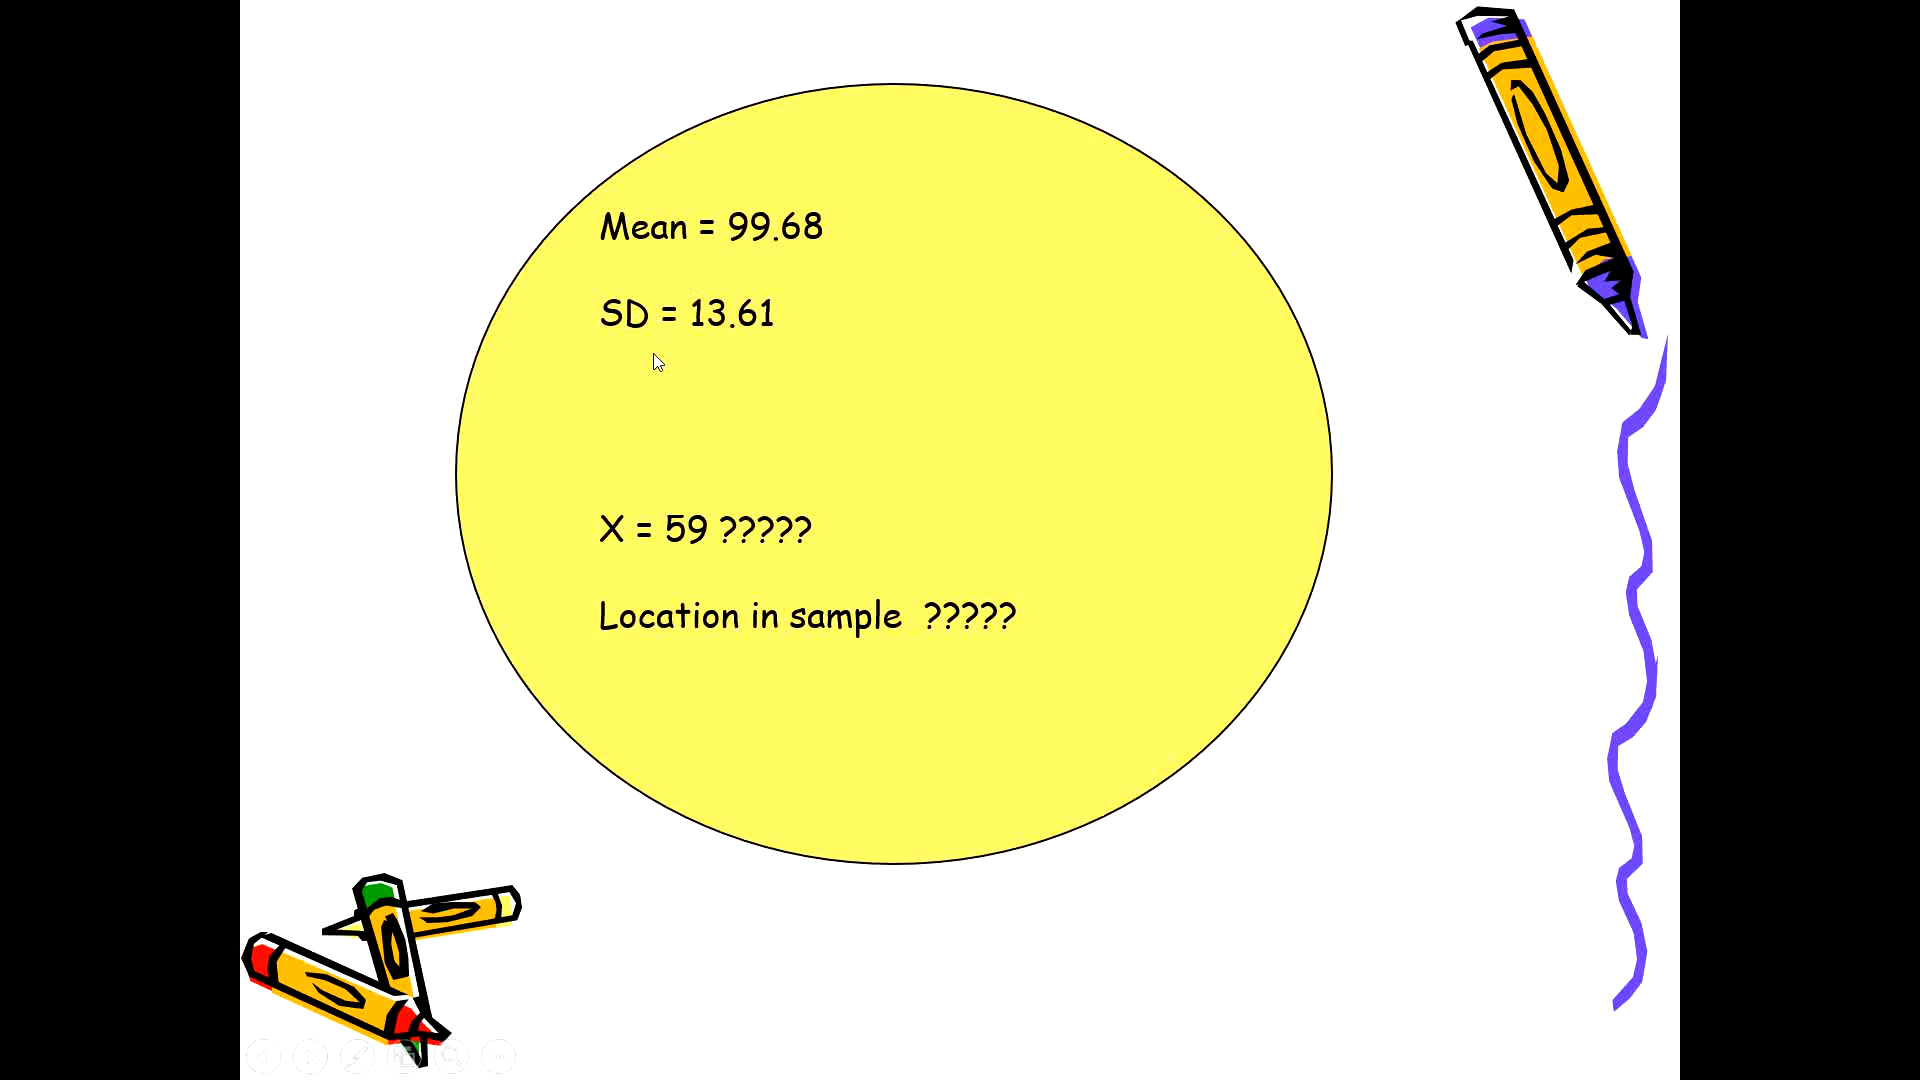 Mean = 99.68
SD = 13.61
X = 59 ?????
Location in sample ?????